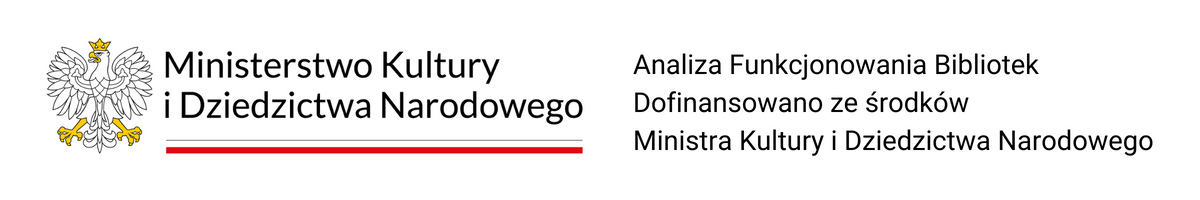 Ministerstwo Kultury
i Dziedzictwa Narodowego
Analiza Funkcjonowania Bibliotek
Dofinansowano ze środków
Ministra Kultury i Dziedzictwa Narodowego